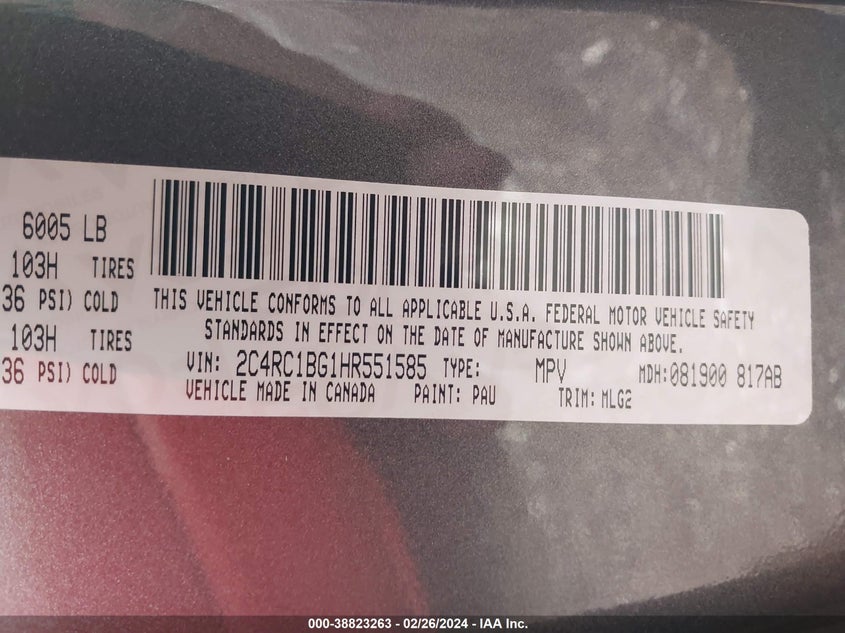 6005 LB
103H TIRES
36 PSI) COLD
103H TIRES
36 PSI) COLD
THIS VEHICLE CONFORMS TO ALL APPLICABLE U.S.A. FEDERAL MOTOR VEHICLE SAFETY
STANDARDS IN EFFECT ON THE DATE OF MANUFACTURE SHOWN ABOVE.
VIN: 2C4RC1BG1HR551585 TYPE: MPV MDH:081900 817AB
VEHICLE MADE IN CANADA PAINT: PAU TRIM: MLG2
000-38823263 - 02/26/2024 - IAA Inc.